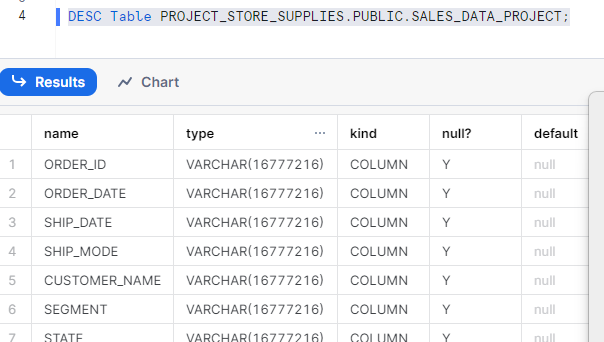 4 DESC Table PROJECT_STORE_SUPPLIES.PUBLIC.SALES_DATA_PROJECT;
Results Chart
name type ... kind null? default
1 ORDER_ID VARCHAR(16777216) COLUMN Y null
2 ORDER_DATE VARCHAR(16777216) COLUMN Y null
3 SHIP_DATE VARCHAR(16777216) COLUMN Y null
4 SHIP_MODE VARCHAR(16777216) COLUMN Y null
5 CUSTOMER_NAME VARCHAR(16777216) COLUMN Y null
6 SEGMENT VARCHAR(16777216) COLUMN Y null
7 STATE VARCHAR(16777216) COLUMN Y null